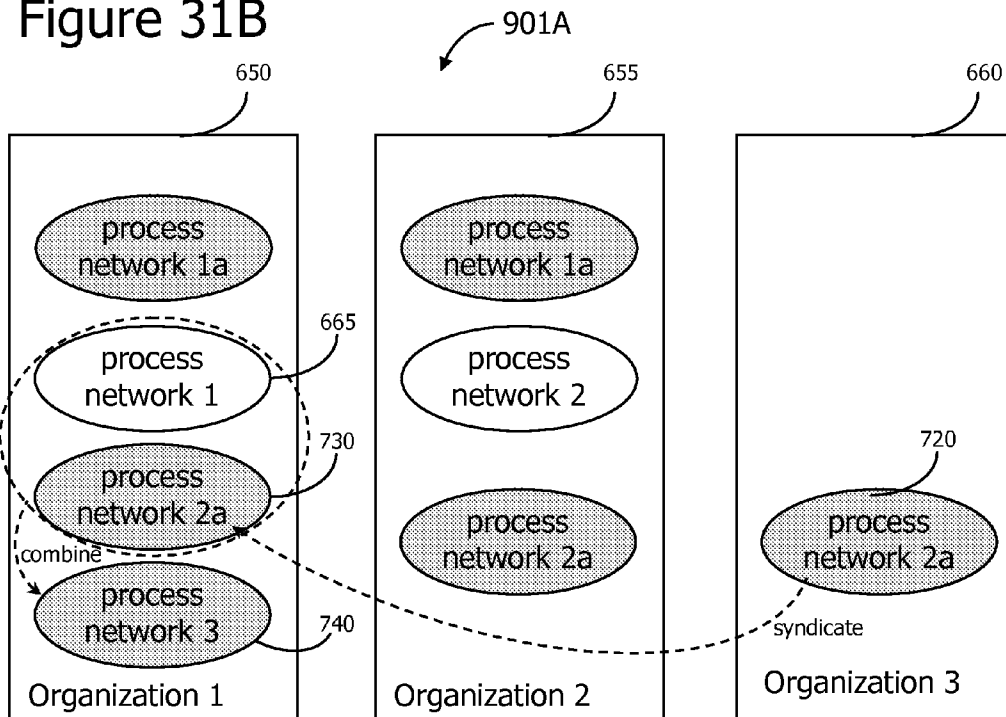 Figure 31B
901A
650
655
660
process
network 1a
process
network 1a
665
process
network 1
process
network 2
730
process
network 2a
720
process
network 2a
process
network 2a
combine
process
network 3
740
syndicate
Organization 1
Organization 2
Organization 3